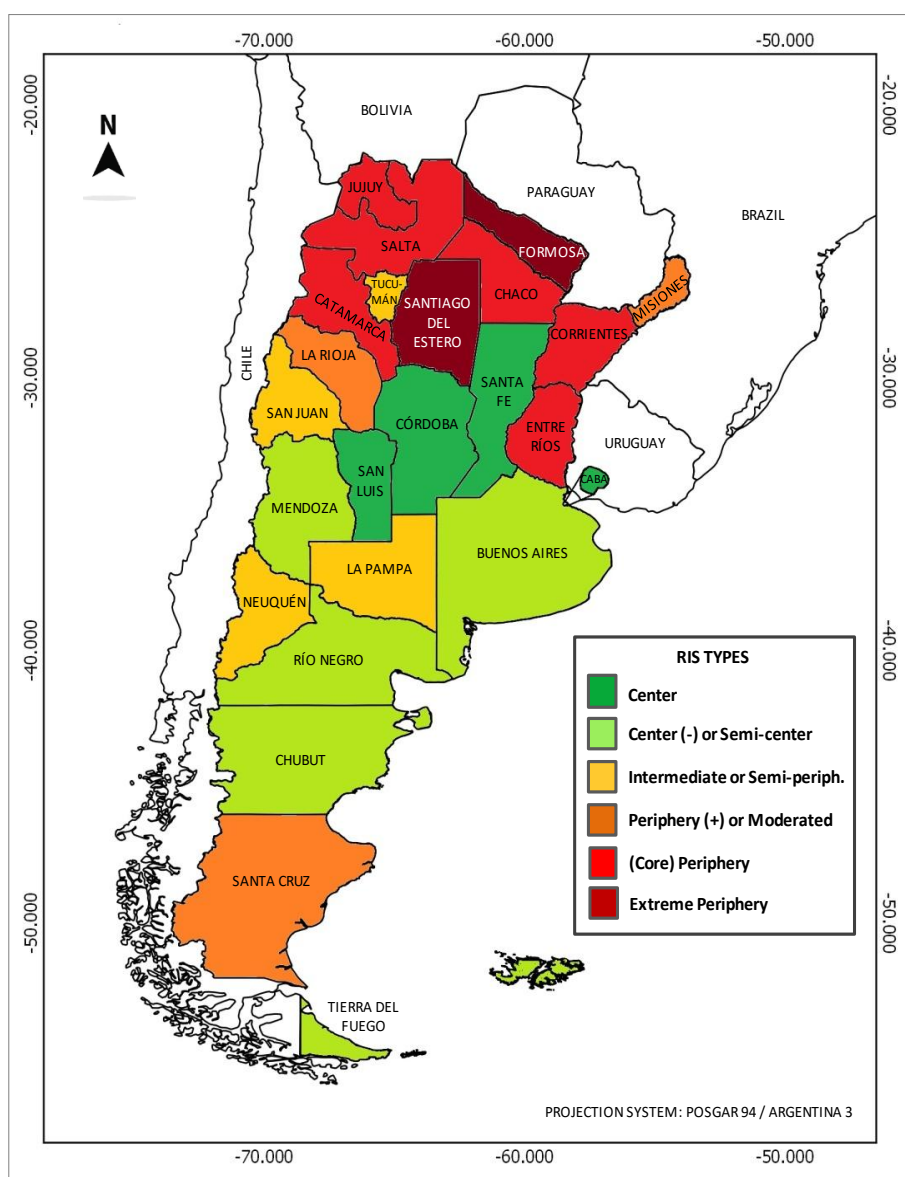 -70.000
-60.000
-50.000
-20.000
-20.000
N
BOLIVIA
PARAGUAY
BRAZIL
JUJUY
SALTA
FORMOSA
TUCU-
MÁN
CHACO
MISIONES
CATAMARCA
SANTIAGO
DEL
ESTERO
CORRIENTES
CHILE
-30.000
-30.000
LA RIOJA
SANTA
FE
SAN JUAN
CÓRDOBA
ENTRE
RÍOS
URUGUAY
SAN
LUIS
CABA
MENDOZA
BUENOS AIRES
LA PAMPA
NEUQUÉN
-40.000
-40.000
RÍO NEGRO
RIS TYPES
Center
Center (-) or Semi-center
Intermediate or Semi-periph.
Periphery (+) or Moderated
(Core) Periphery
Extreme Periphery
CHUBUT
SANTA CRUZ
-50.000
-50.000
TIERRA DEL
FUEGO
PROJECTION SYSTEM: POSGAR 94 / ARGENTINA 3
-70.000
-60.000
-50.000